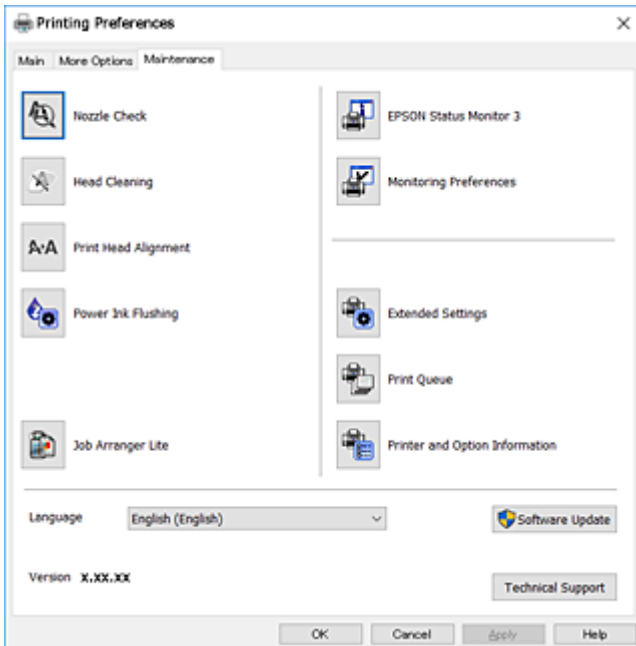 Printing Preferences
Main More Options Maintenance
Nozzle Check
Head Cleaning
A·A Print Head Alignment
Power Ink Flushing
Job Arranger Lite
EPSON Status Monitor 3
Monitoring Preferences
Extended Settings
Print Queue
Printer and Option Information
Language English (English) Software Update
Version X.XX.XX Technical Support
OK Cancel Apply Help